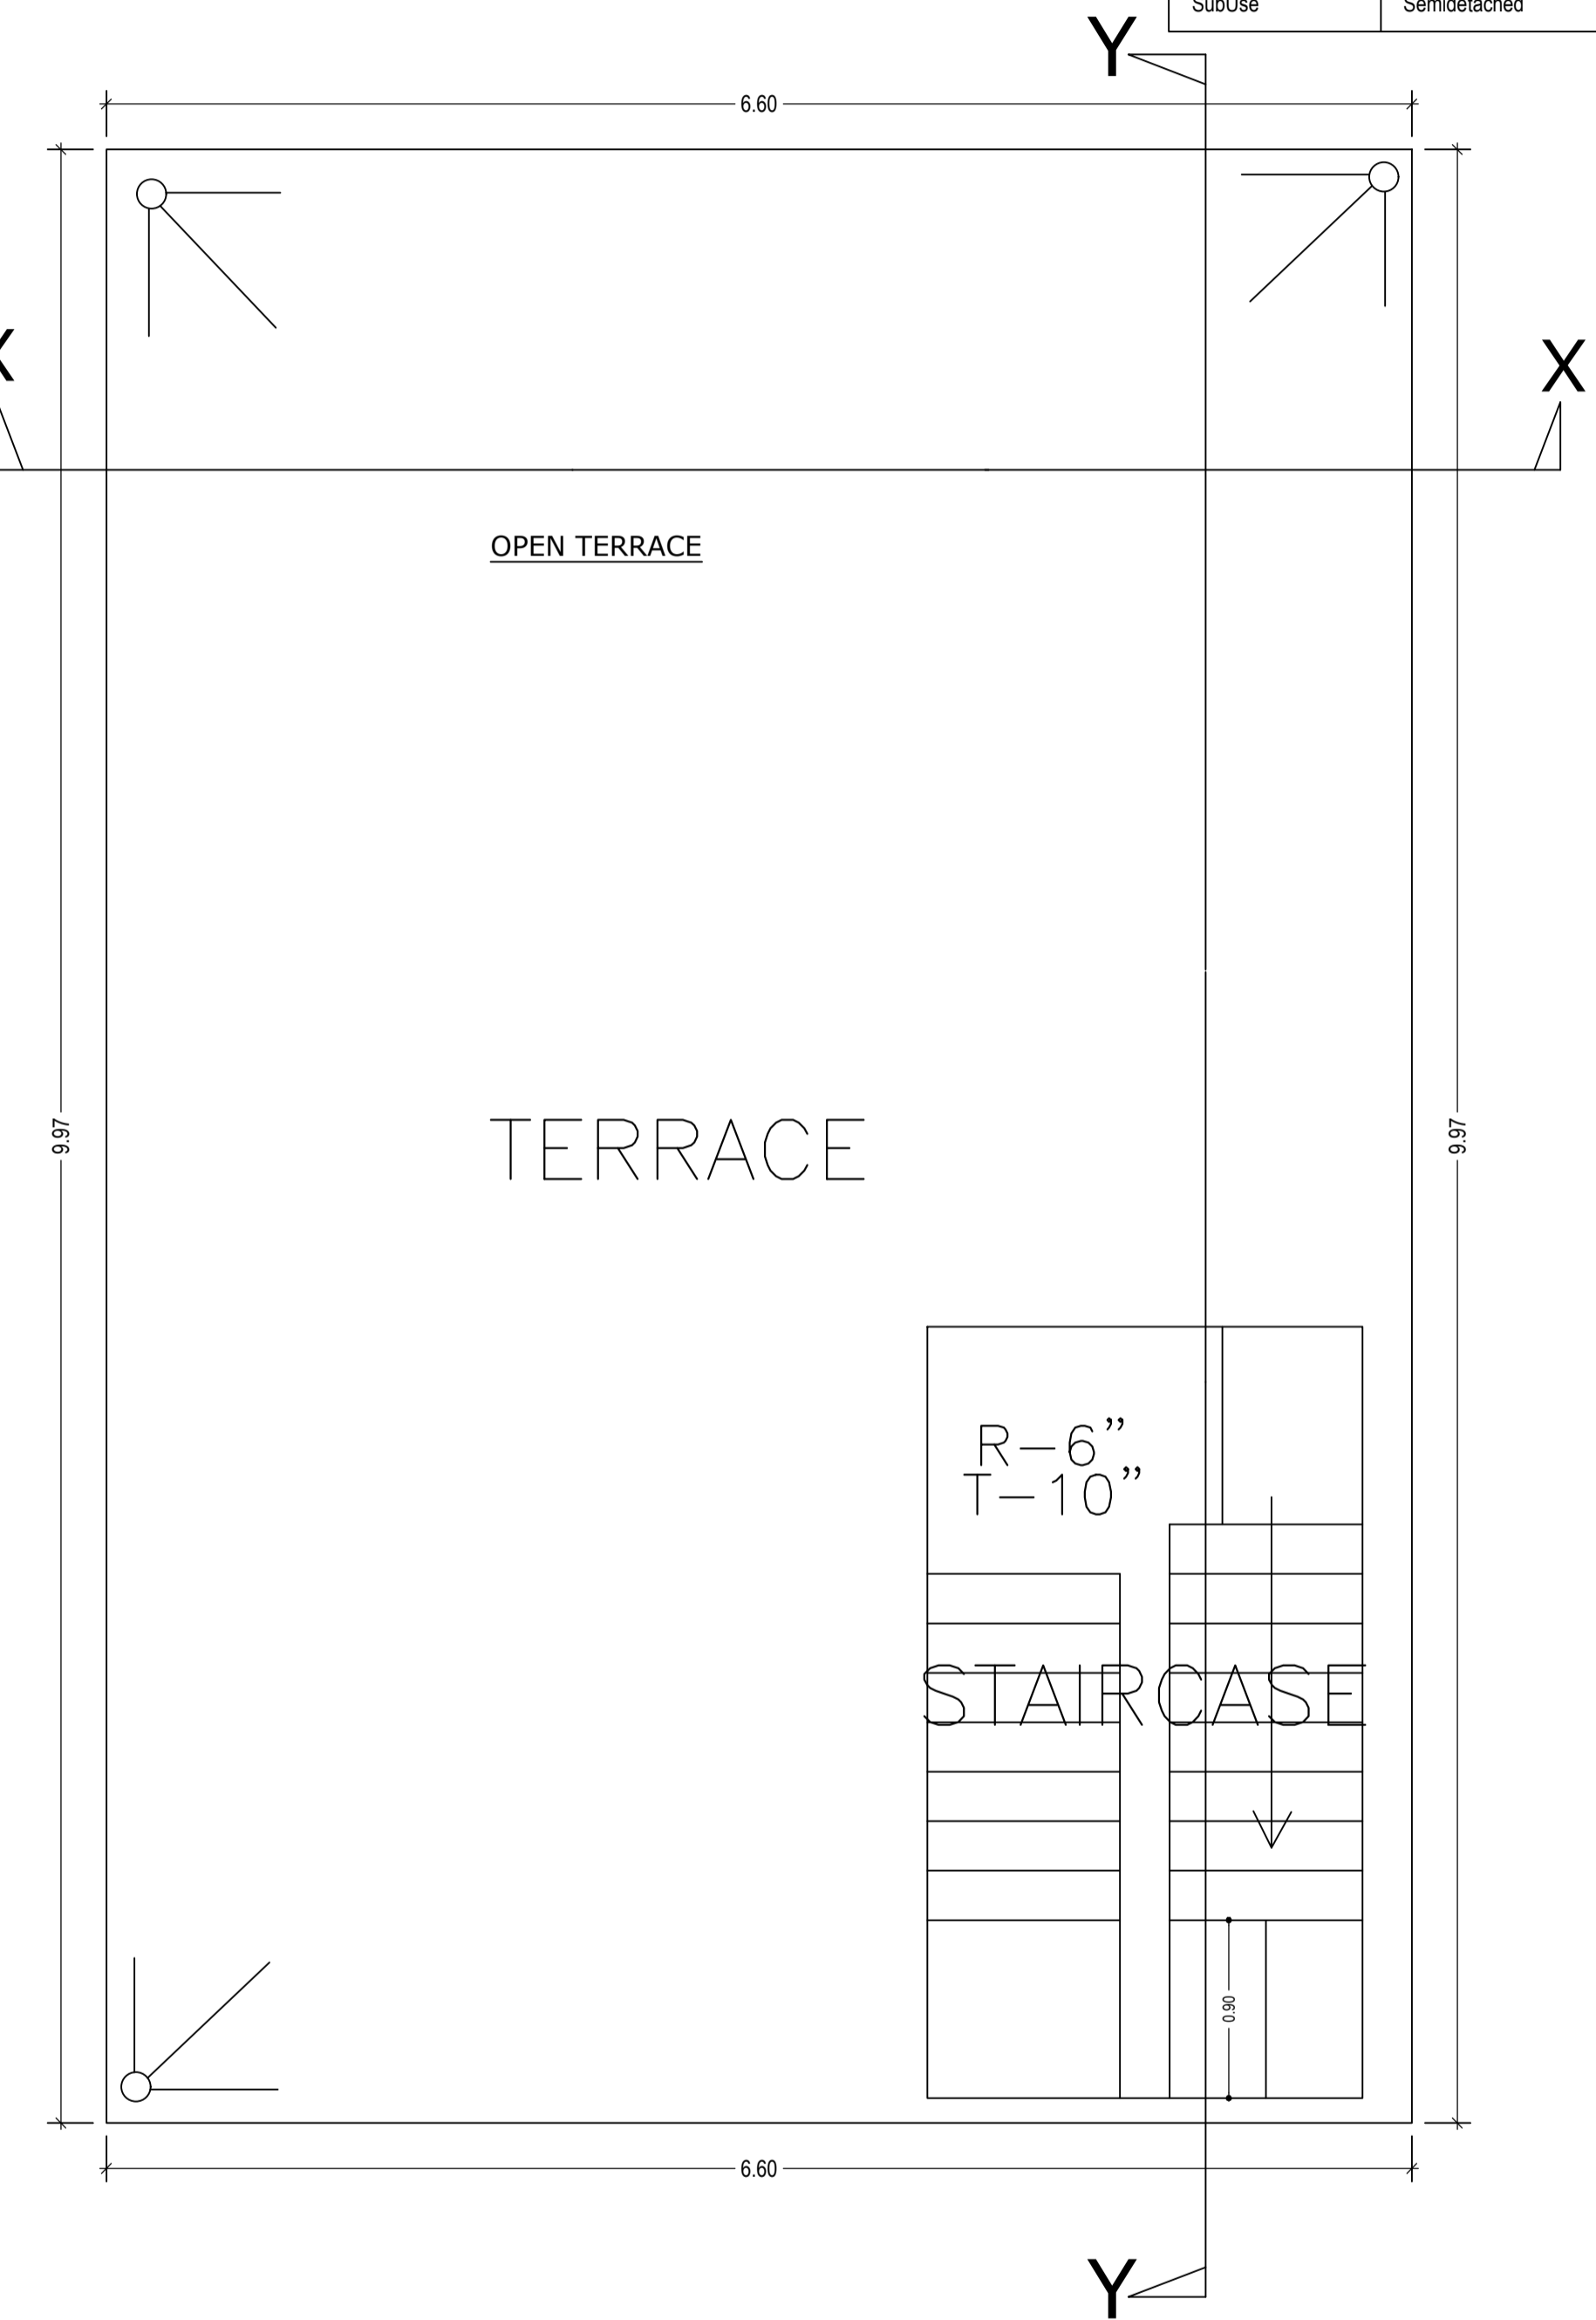 SubUse Semidetached
Y
6.60
X X
OPEN TERRACE
TERRACE
9.97 9.97
R-6”
T-10”
STAIRCASE
0.90
6.60
Y